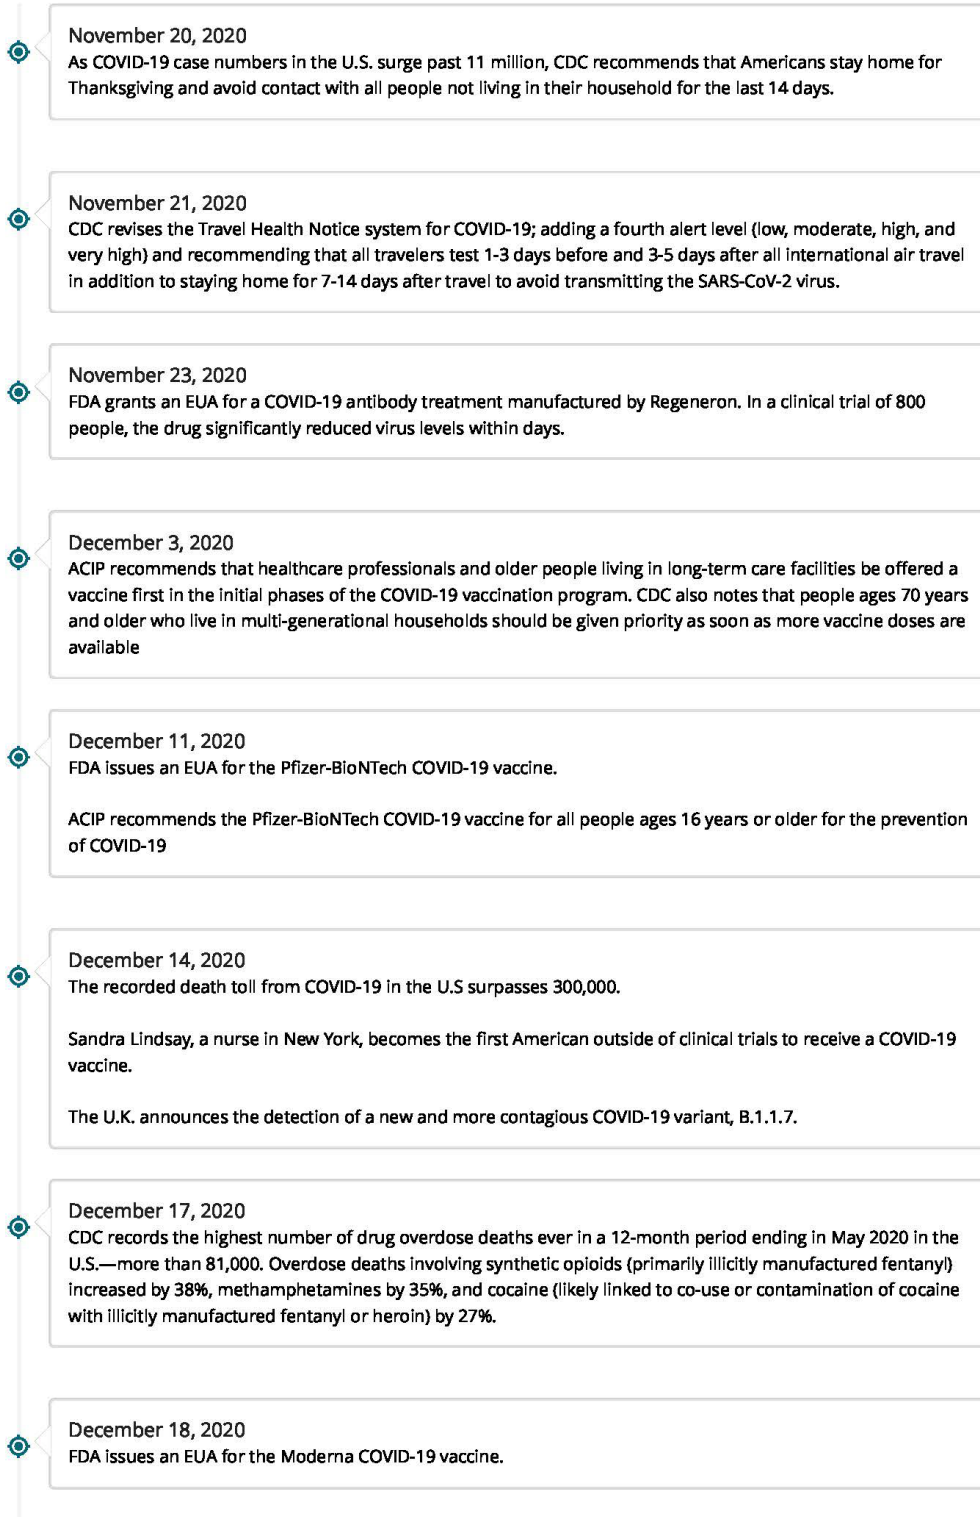 November 20, 2020
As COVID-19 case numbers in the U.S. surge past 11 million, CDC recommends that Americans stay home for
Thanksgiving and avoid contact with all people not living in their household for the last 14 days.
November 21, 2020
CDC revises the Travel Health Notice system for COVID-19; adding a fourth alert level (low, moderate, high, and
very high) and recommending that all travelers test 1-3 days before and 3-5 days after all international air travel
in addition to staying home for 7-14 days after travel to avoid transmitting the SARS-CoV-2 virus.
November 23, 2020
FDA grants an EUA for a COVID-19 antibody treatment manufactured by Regeneron. In a clinical trial of 800
people, the drug significantly reduced virus levels within days.
December 3, 2020
ACIP recommends that healthcare professionals and older people living in long-term care facilities be offered a
vaccine first in the initial phases of the COVID-19 vaccination program. CDC also notes that people ages 70 years
and older who live in multi-generational households should be given priority as soon as more vaccine doses are
available
December 11, 2020
FDA issues an EUA for the Pfizer-BioNTech COVID-19 vaccine.
ACIP recommends the Pfizer-BioNTech COVID-19 vaccine for all people ages 16 years or older for the prevention
of COVID-19
December 14, 2020
The recorded death toll from COVID-19 in the U.S surpasses 300,000.
Sandra Lindsay, a nurse in New York, becomes the first American outside of clinical trials to receive a COVID-19
vaccine.
The U.K. announces the detection of a new and more contagious COVID-19 variant, B.1.1.7.
December 17, 2020
CDC records the highest number of drug overdose deaths ever in a 12-month period ending in May 2020 in the
U.S.—more than 81,000. Overdose deaths involving synthetic opioids (primarily illicitly manufactured fentanyl)
increased by 38%, methamphetamines by 35%, and cocaine (likely linked to co-use or contamination of cocaine
with illicitly manufactured fentanyl or heroin) by 27%.
December 18, 2020
FDA issues an EUA for the Moderna COVID-19 vaccine.